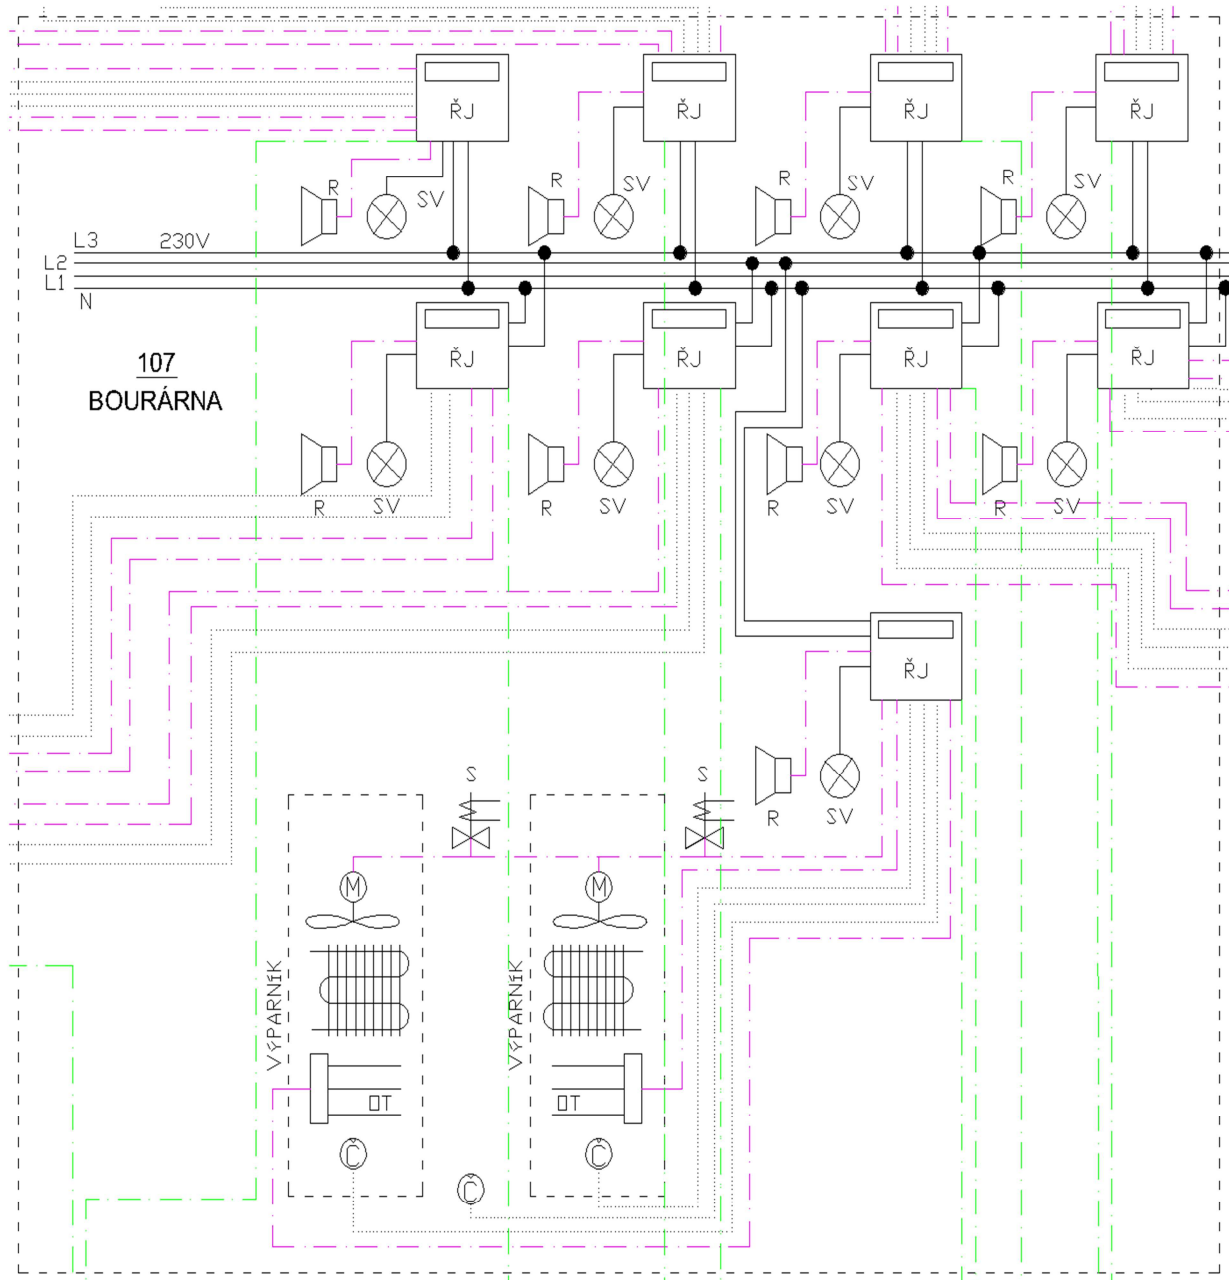 ŘJ
ŘJ
ŘJ
ŘJ
R
SV
R
SV
R
SV
R
SV
L3
230V
L2
L1
N
107
BOURÁRNA
ŘJ
ŘJ
ŘJ
ŘJ
R
SV
R
SV
R
SV
R
SV
ŘJ
R
SV
S
S
M
M
VÝPARNÍK
VÝPARNÍK
OT
OT
Č
Č
Č